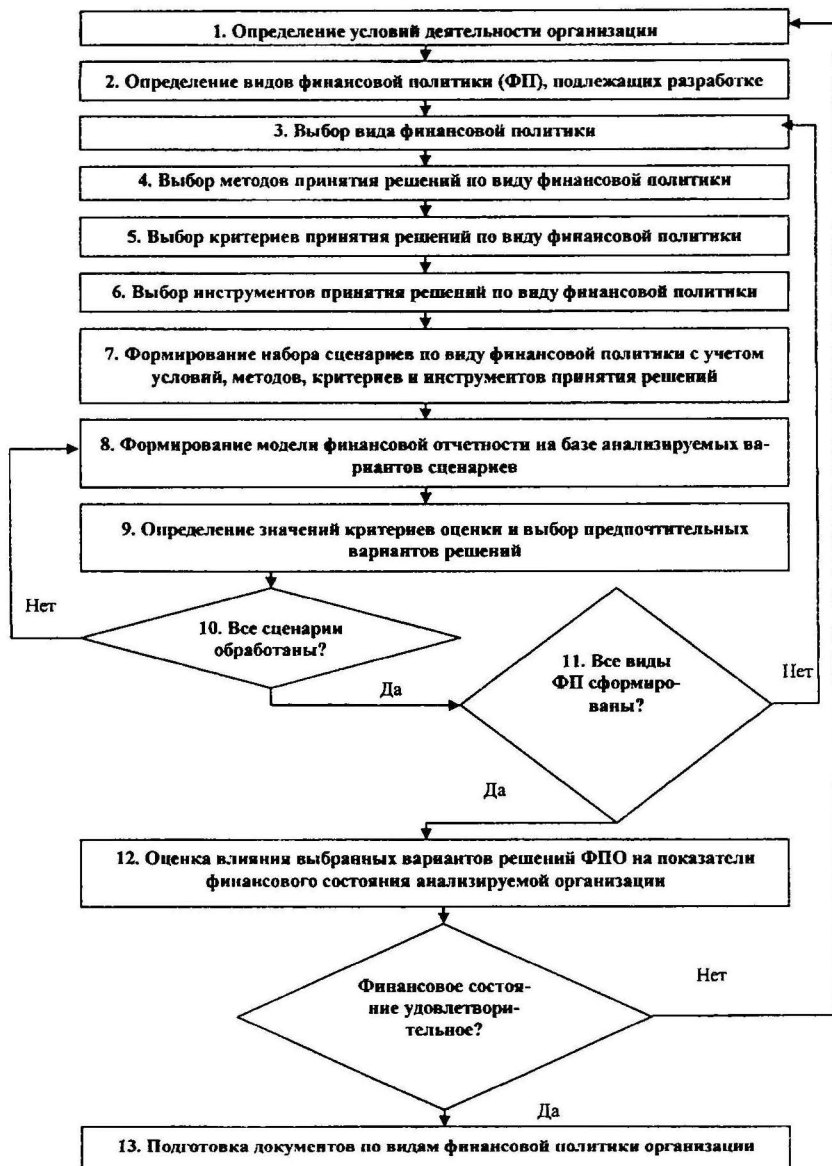 1. Определение условий деятельности организации
2. Определение видов финансовой политики (ФП), подлежащих разработке
3. Выбор вида финансовой политики
4. Выбор методов принятия решений по виду финансовой политики
5. Выбор критериев принятия решений по виду финансовой политики
6. Выбор инструментов принятия решений по виду финансовой политики
7. Формирование набора сценариев по виду финансовой политики с учетом
условий, методов, критериев и инструментов принятия решений
8. Формирование модели финансовой отчетности на базе анализируемых ва-
риантов сценариев
9. Определение значений критериев оценки и выбор предпочтительных
вариантов решений
Нет
10. Все сценарии
обработаны?
Да
11. Все виды
ФП сформиро-
ваны?
Нет
Да
12. Оценка влияния выбранных вариантов решений ФПО на показатели
финансового состояния анализируемой организации
Финансовое состоя-
ние удовлетвори-
тельное?
Нет
Да
13. Подготовка документов по видам финансовой политики организации